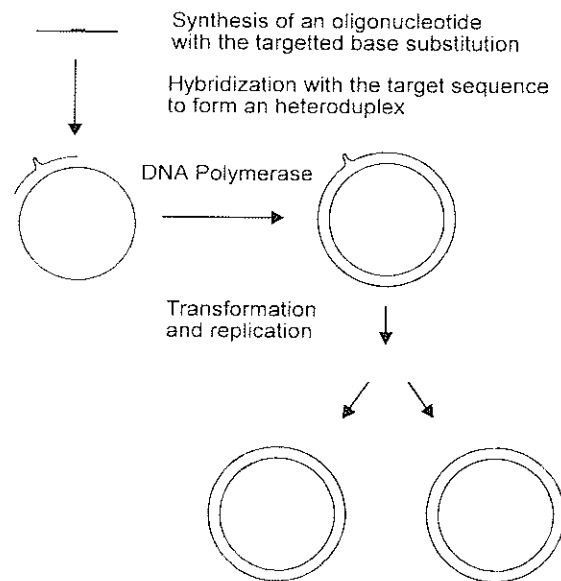 Synthesis of an oligonucleotide
with the targetted base substitution
Hybridization with the target sequence
to form an heteroduplex
DNA Polymerase
Transformation
and replication